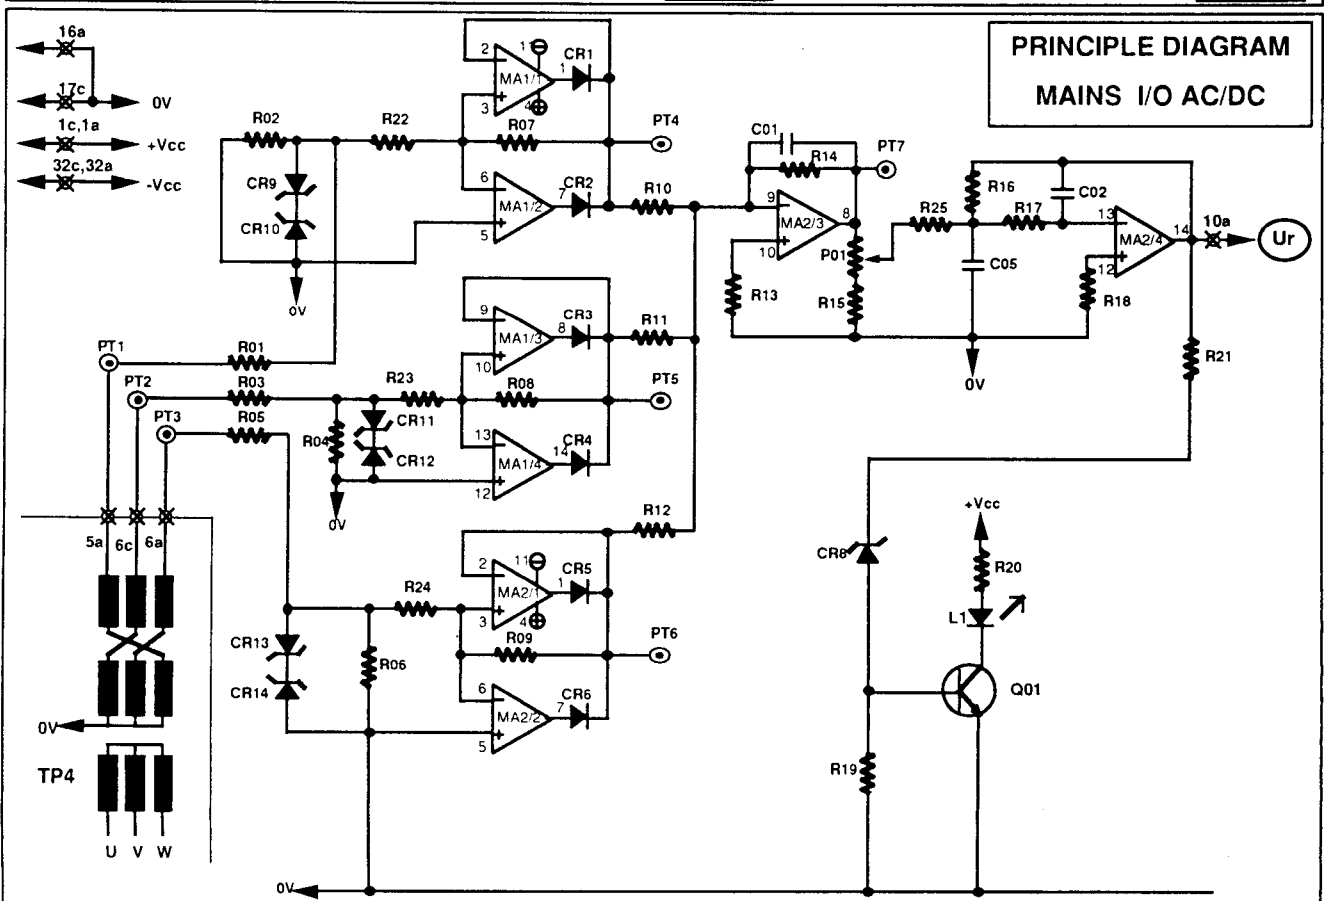 PRINCIPLE DIAGRAM
MAINS I/O AC/DC
16a
17c
0V
1c,1a
+Vcc
32c,32a
-Vcc
2
11
MA1/1
1
CR1
3
4
R02
R22
R07
PT4
CR9
CR10
6
MA1/2
7
CR2
5
R10
0V
C01
R14
PT7
9
MA2/3
8
10
P01
R13
R15
R25
R16
R17
C02
C05
13
MA2/4
14
12
R18
10a
Ur
0V
R21
9
MA1/3
8
CR3
10
R11
PT1
R01
PT2
R03
PT3
R05
R23
R08
PT5
R04
CR11
CR12
13
MA1/4
14
CR4
12
0V
5a
6c
6a
R12
2
11
MA2/1
1
CR5
3
4
R24
R09
PT6
CR13
CR14
R06
6
MA2/2
7
CR6
5
0V
TP4
U V W
+Vcc
CR8
R20
L1
Q01
R19
0V